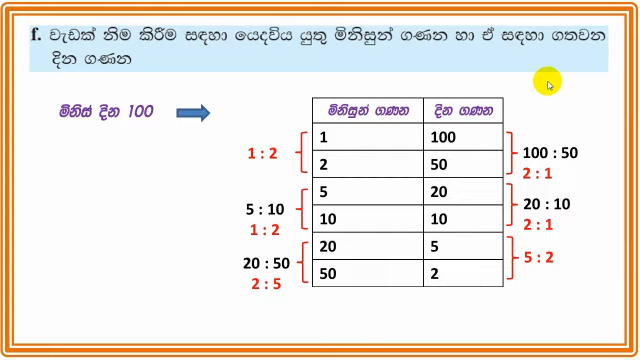 f. වැඩක් නිම කිරීම සඳහා යෙදවිය යුතු මිනිසුන් ගණන හා ඒ සඳහා ගතවන
දින ගණන
මිනිස් දින 100
මිනිසුන් ගණන දින ගණන
1 100
1 : 2
100 : 50
2 50
2 : 1
5 20
5 : 10
20 : 10
1 : 2
10 10
2 : 1
20 5
20 : 50
5 : 2
2 : 5
50 2